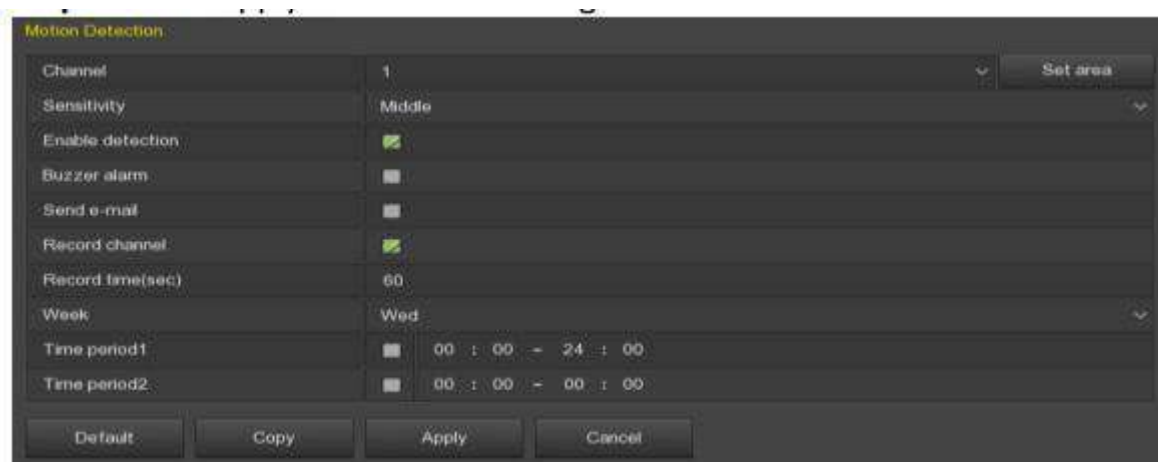 Motion Detection
Channel 1 Set area
Sensitivity Middle
Enable detection
Buzzer alarm
Send e-mail
Record channel
Record time(sec) 60
Week Wed
Time period1 00 : 00 - 24 : 00
Time period2 00 : 00 - 00 : 00
Default Copy Apply Cancel